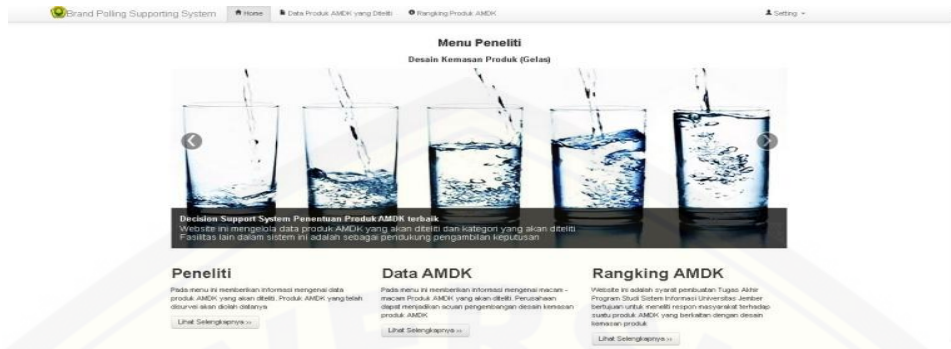 Brand Polling Supporting System Home Data Produk AMDK yang Diteliti Rangking Produk AMDK Setting
Menu Peneliti
Desain Kemasan Produk (Gelas)
Decision Support System Penentuan Produk AMDK terbaik
Website ini mengelola data produk AMDK yang akan diteliti dan kategori yang akan diteliti
Fasilitas lain dalam sistem ini adalah sebagai pendukung pengambilan keputusan
Peneliti
Pada menu ini memberikan informasi mengenai data
produk AMDK yang akan diteliti. Produk AMDK yang telah
disurvei akan diolah datanya
Lihat Selengkapnya »
Data AMDK
Pada menu ini memberikan informasi mengenai macam -
macam Produk AMDK yang akan diteliti. Perusahaan
dapat menjadikan acuan pengembangan desain kemasan
produk AMDK
Lihat Selengkapnya »
Rangking AMDK
Website ini adalah syarat pembuatan Tugas Akhir
Program Studi Sistem Informasi Universitas Jember
bertujuan untuk meneliti respon masyarakat terhadap
suatu produk AMDK yang berkaitan dengan desain
kemasan produk
Lihat Selengkapnya »